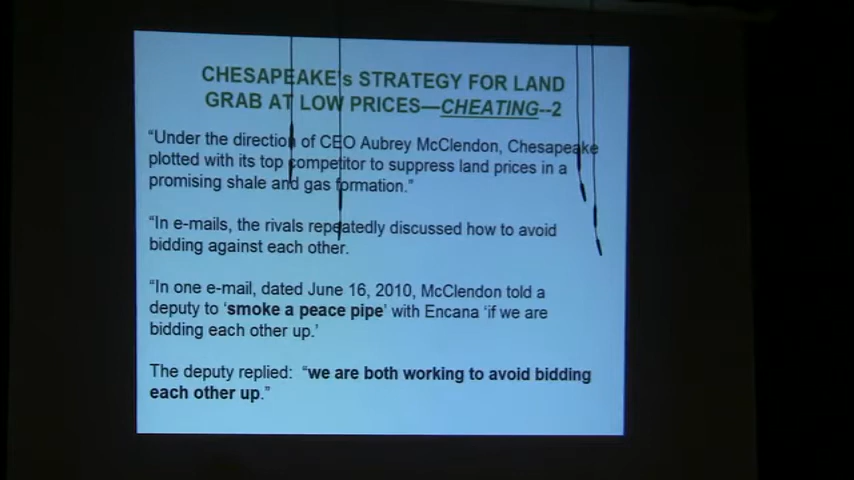 CHESAPEAKE's STRATEGY FOR LAND
GRAB AT LOW PRICES—CHEATING--2
“Under the direction of CEO Aubrey McClendon, Chesapeake
plotted with its top competitor to suppress land prices in a
promising shale and gas formation.”
“In e-mails, the rivals repeatedly discussed how to avoid
bidding against each other.
“In one e-mail, dated June 16, 2010, McClendon told a
deputy to ‘smoke a peace pipe’ with Encana ‘if we are
bidding each other up.’
The deputy replied: “we are both working to avoid bidding
each other up.”